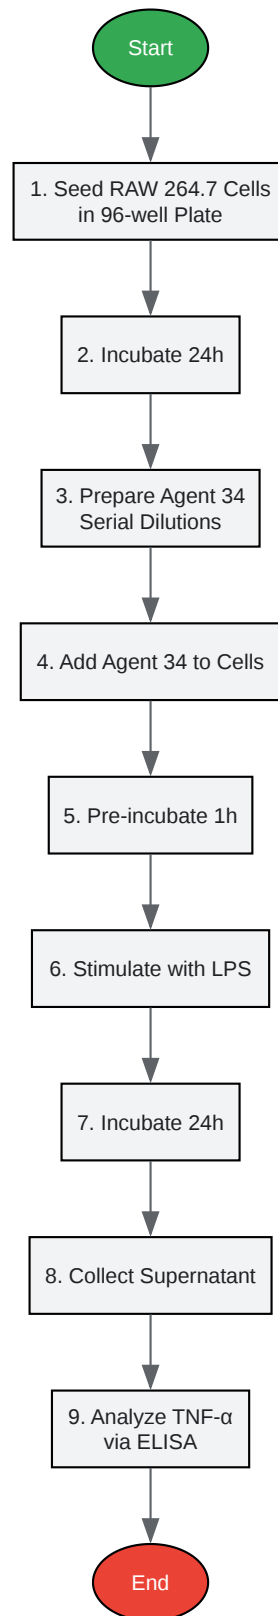 Start
1. Seed RAW 264.7 Cells
in 96-well Plate
2. Incubate 24h
3. Prepare Agent 34
Serial Dilutions
4. Add Agent 34 to Cells
5. Pre-incubate 1h
6. Stimulate with LPS
7. Incubate 24h
8. Collect Supernatant
9. Analyze TNF-α
via ELISA
End